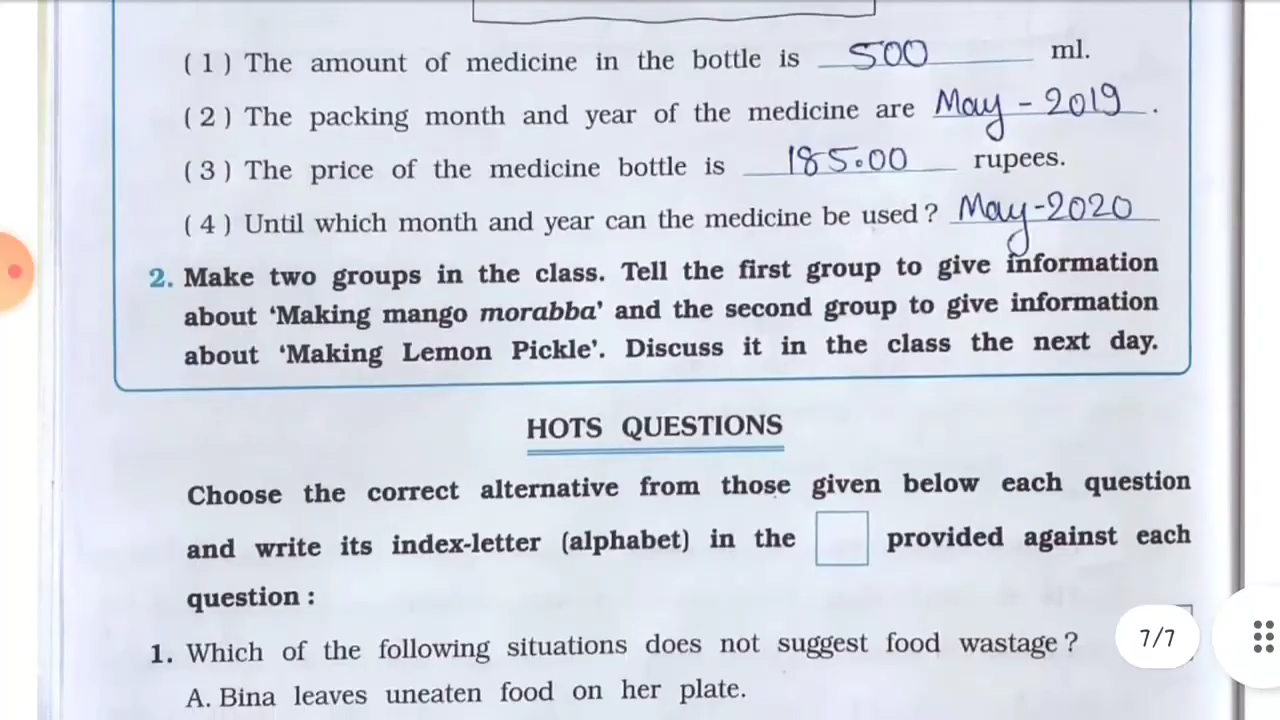 ( 1 ) The amount of medicine in the bottle is 500 ml.
( 2 ) The packing month and year of the medicine are May - 2019 .
( 3 ) The price of the medicine bottle is 185.00 rupees.
( 4 ) Until which month and year can the medicine be used ? May-2020
2. Make two groups in the class. Tell the first group to give information
about ‘Making mango morabba’ and the second group to give information
about ‘Making Lemon Pickle’. Discuss it in the class the next day.
HOTS QUESTIONS
Choose the correct alternative from those given below each question
and write its index-letter (alphabet) in the provided against each
question :
1. Which of the following situations does not suggest food wastage ?
7/7
A. Bina leaves uneaten food on her plate.